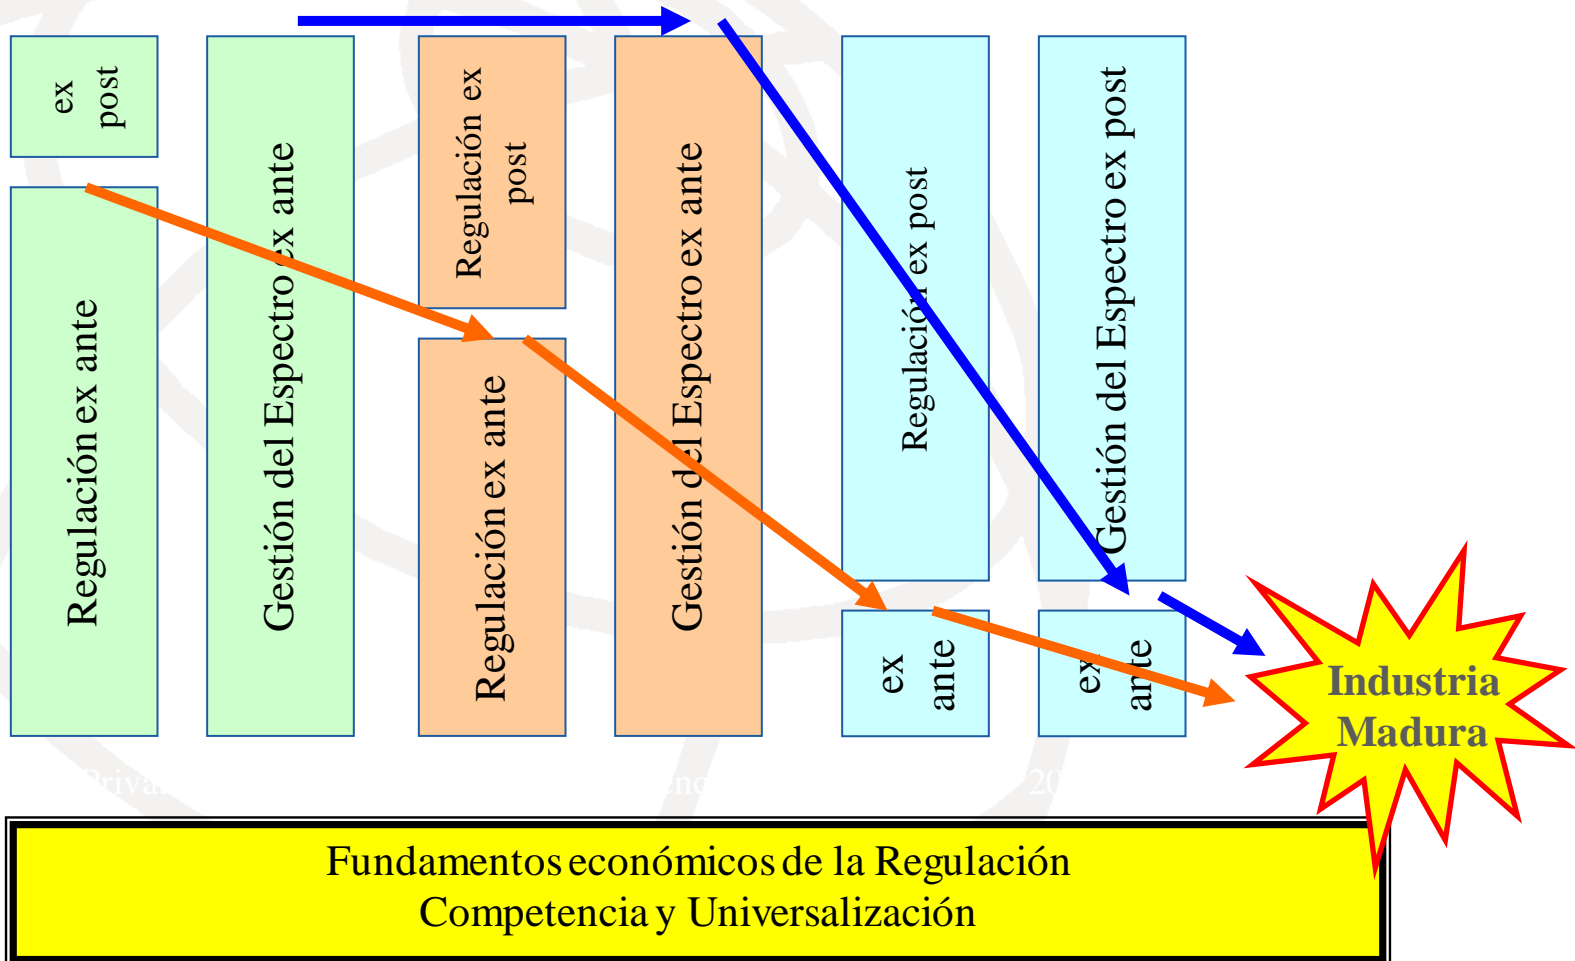 ex
post
Regulación ex ante
Gestión del Espectro ex ante
Regulación ex
post
Regulación ex ante
Gestión del Espectro ex ante
Regulación ex post
ex
ante
Gestión del Espectro ex post
ex
ante
Industria
Madura
Fundamentos económicos de la Regulación
Competencia y Universalización